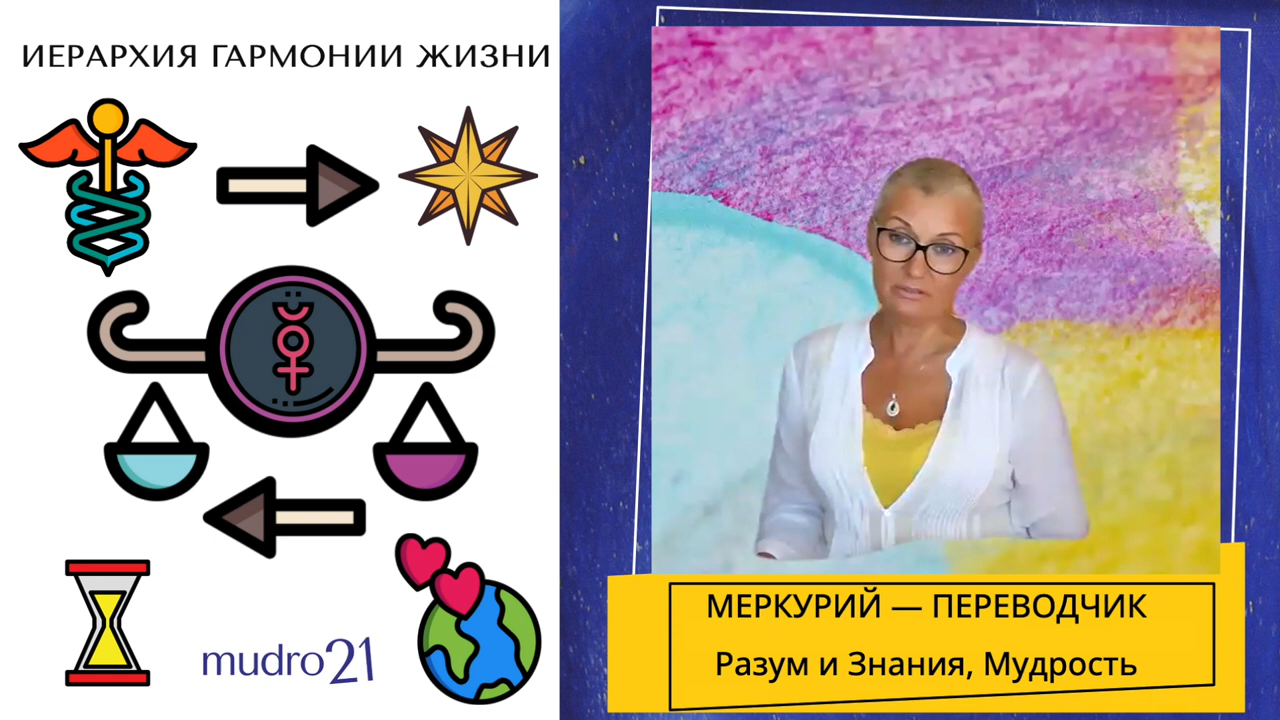 ИЕРАРХИЯ ГАРМОНИИ ЖИЗНИ
mudro21
МЕРКУРИЙ — ПЕРЕВОДЧИК
Разум и Знания, Мудрость